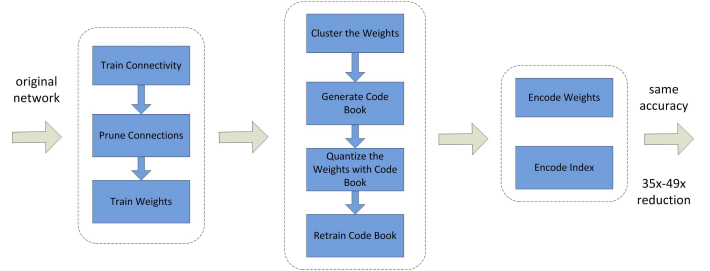 original
network
Train Connectivity
Prune Connections
Train Weights
Cluster the Weights
Generate Code
Book
Quantize the
Weights with Code
Book
Retrain Code Book
Encode Weights
Encode Index
same
accuracy
35x-49x
reduction